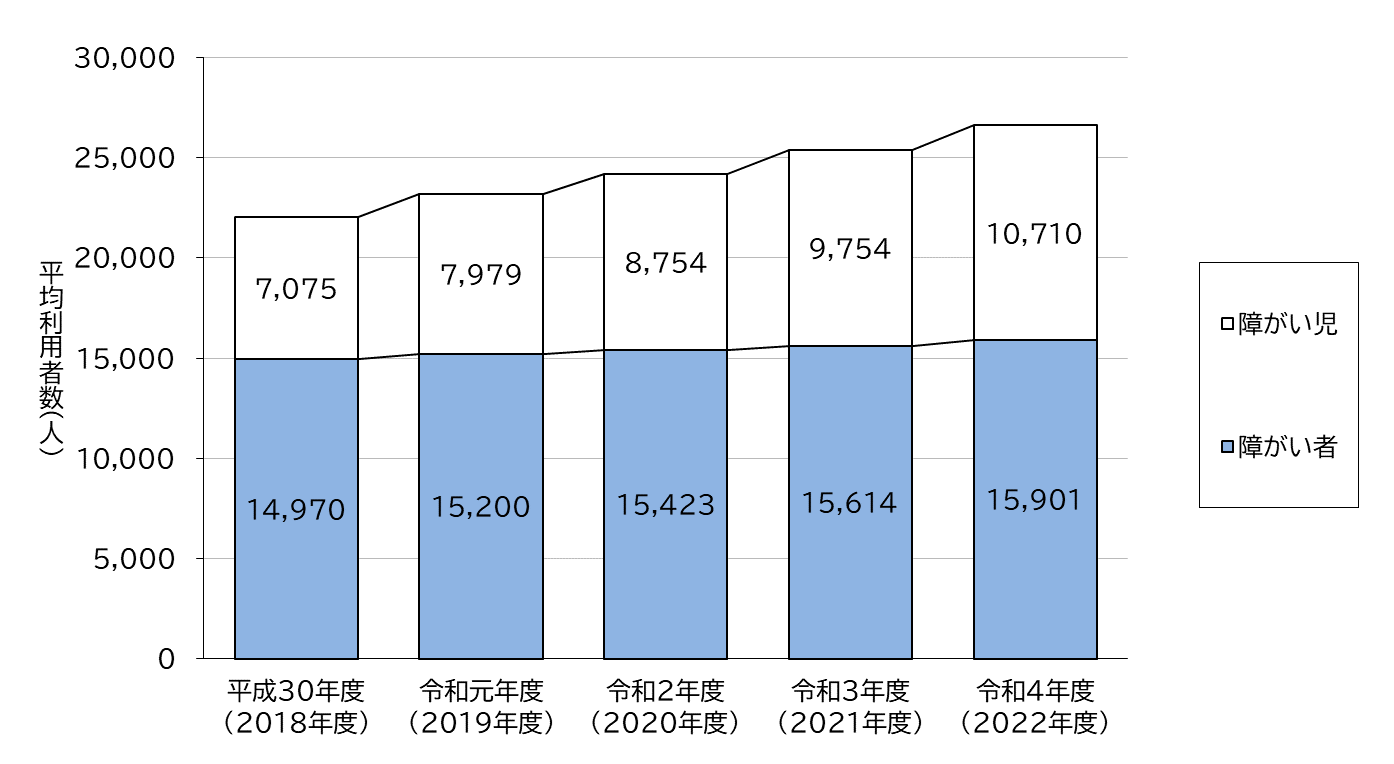 30,000
25,000
20,000
15,000
10,000
5,000
0
平均利用者数(人)
7,075
7,979
8,754
9,754
10,710
14,970
15,200
15,423
15,614
15,901
平成30年度
（2018年度）
令和元年度
（2019年度）
令和2年度
（2020年度）
令和3年度
（2021年度）
令和4年度
（2022年度）
障がい児
障がい者